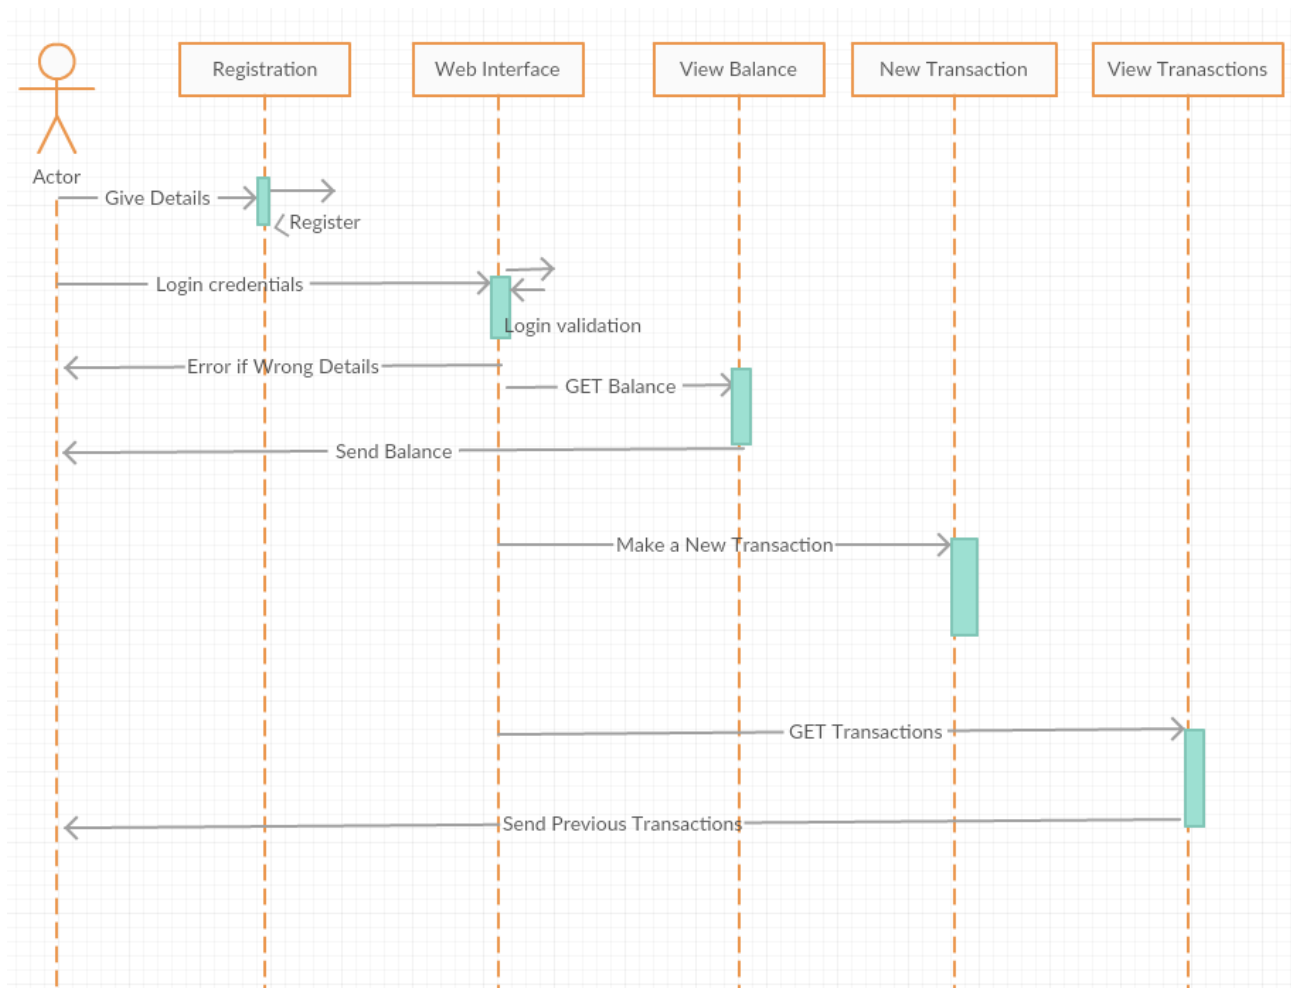 Registration
Web Interface
View Balance
New Transaction
View Tranasctions
Actor
Give Details
Register
Login credentials
Login validation
Error if Wrong Details
GET Balance
Send Balance
Make a New Transaction
GET Transactions
Send Previous Transactions